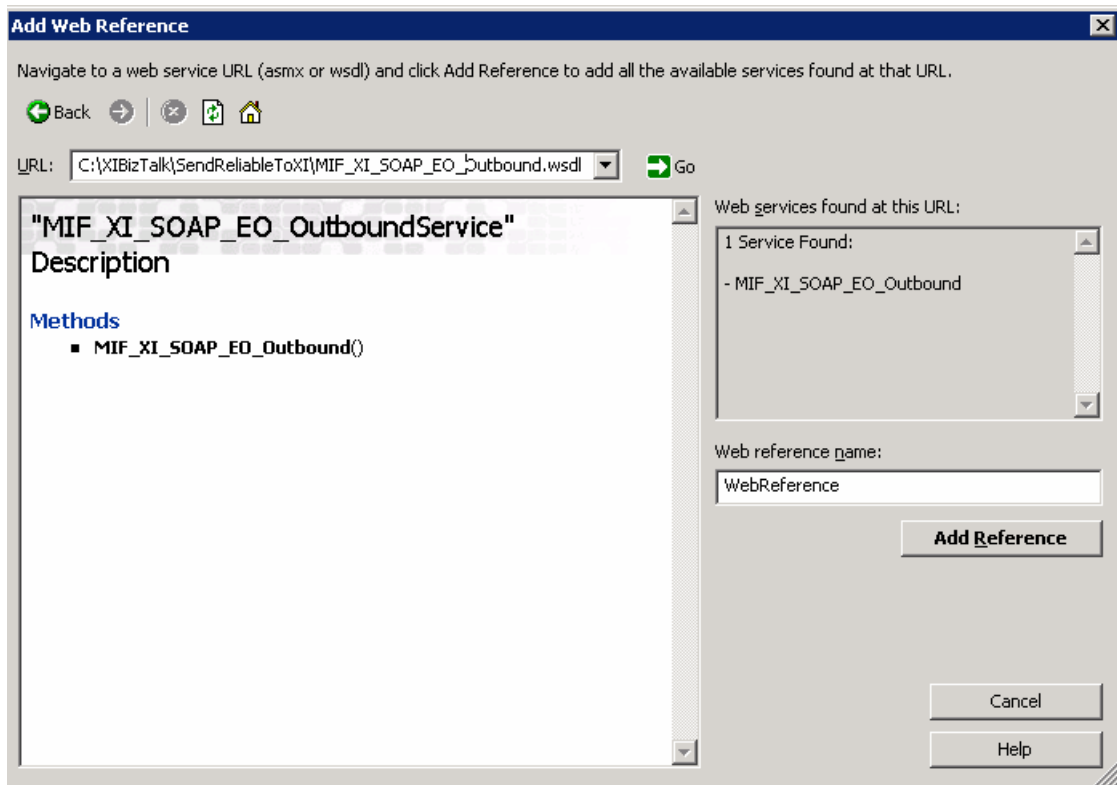 Add Web Reference
Navigate to a web service URL (asmx or wsdl) and click Add Reference to add all the available services found at that URL.
Back
URL: C:\XIBizTalk\SendReliableToXI\MIF_XI_SOAP_EO_Outbound.wsdl Go
"MIF_XI_SOAP_EO_OutboundService"
Description
Methods
▪ MIF_XI_SOAP_EO_Outbound()
Web services found at this URL:
1 Service Found:
- MIF_XI_SOAP_EO_Outbound
Web reference name:
WebReference
Add Reference
Cancel
Help